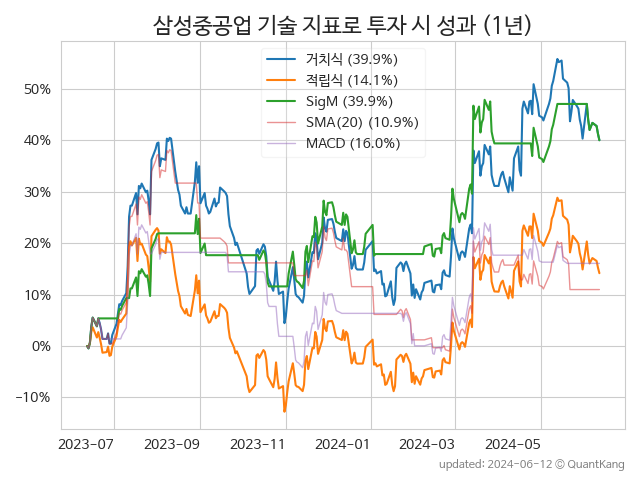 삼성중공업 기술 지표로 투자 시 성과 (1년)
거치식 (39.9%)
적립식 (14.1%)
SigM (39.9%)
SMA(20) (10.9%)
MACD (16.0%)
50%
40%
30%
20%
10%
0%
−10%
2023-07 2023-09 2023-11 2024-01 2024-03 2024-05
updated: 2024-06-12 © QuantKang